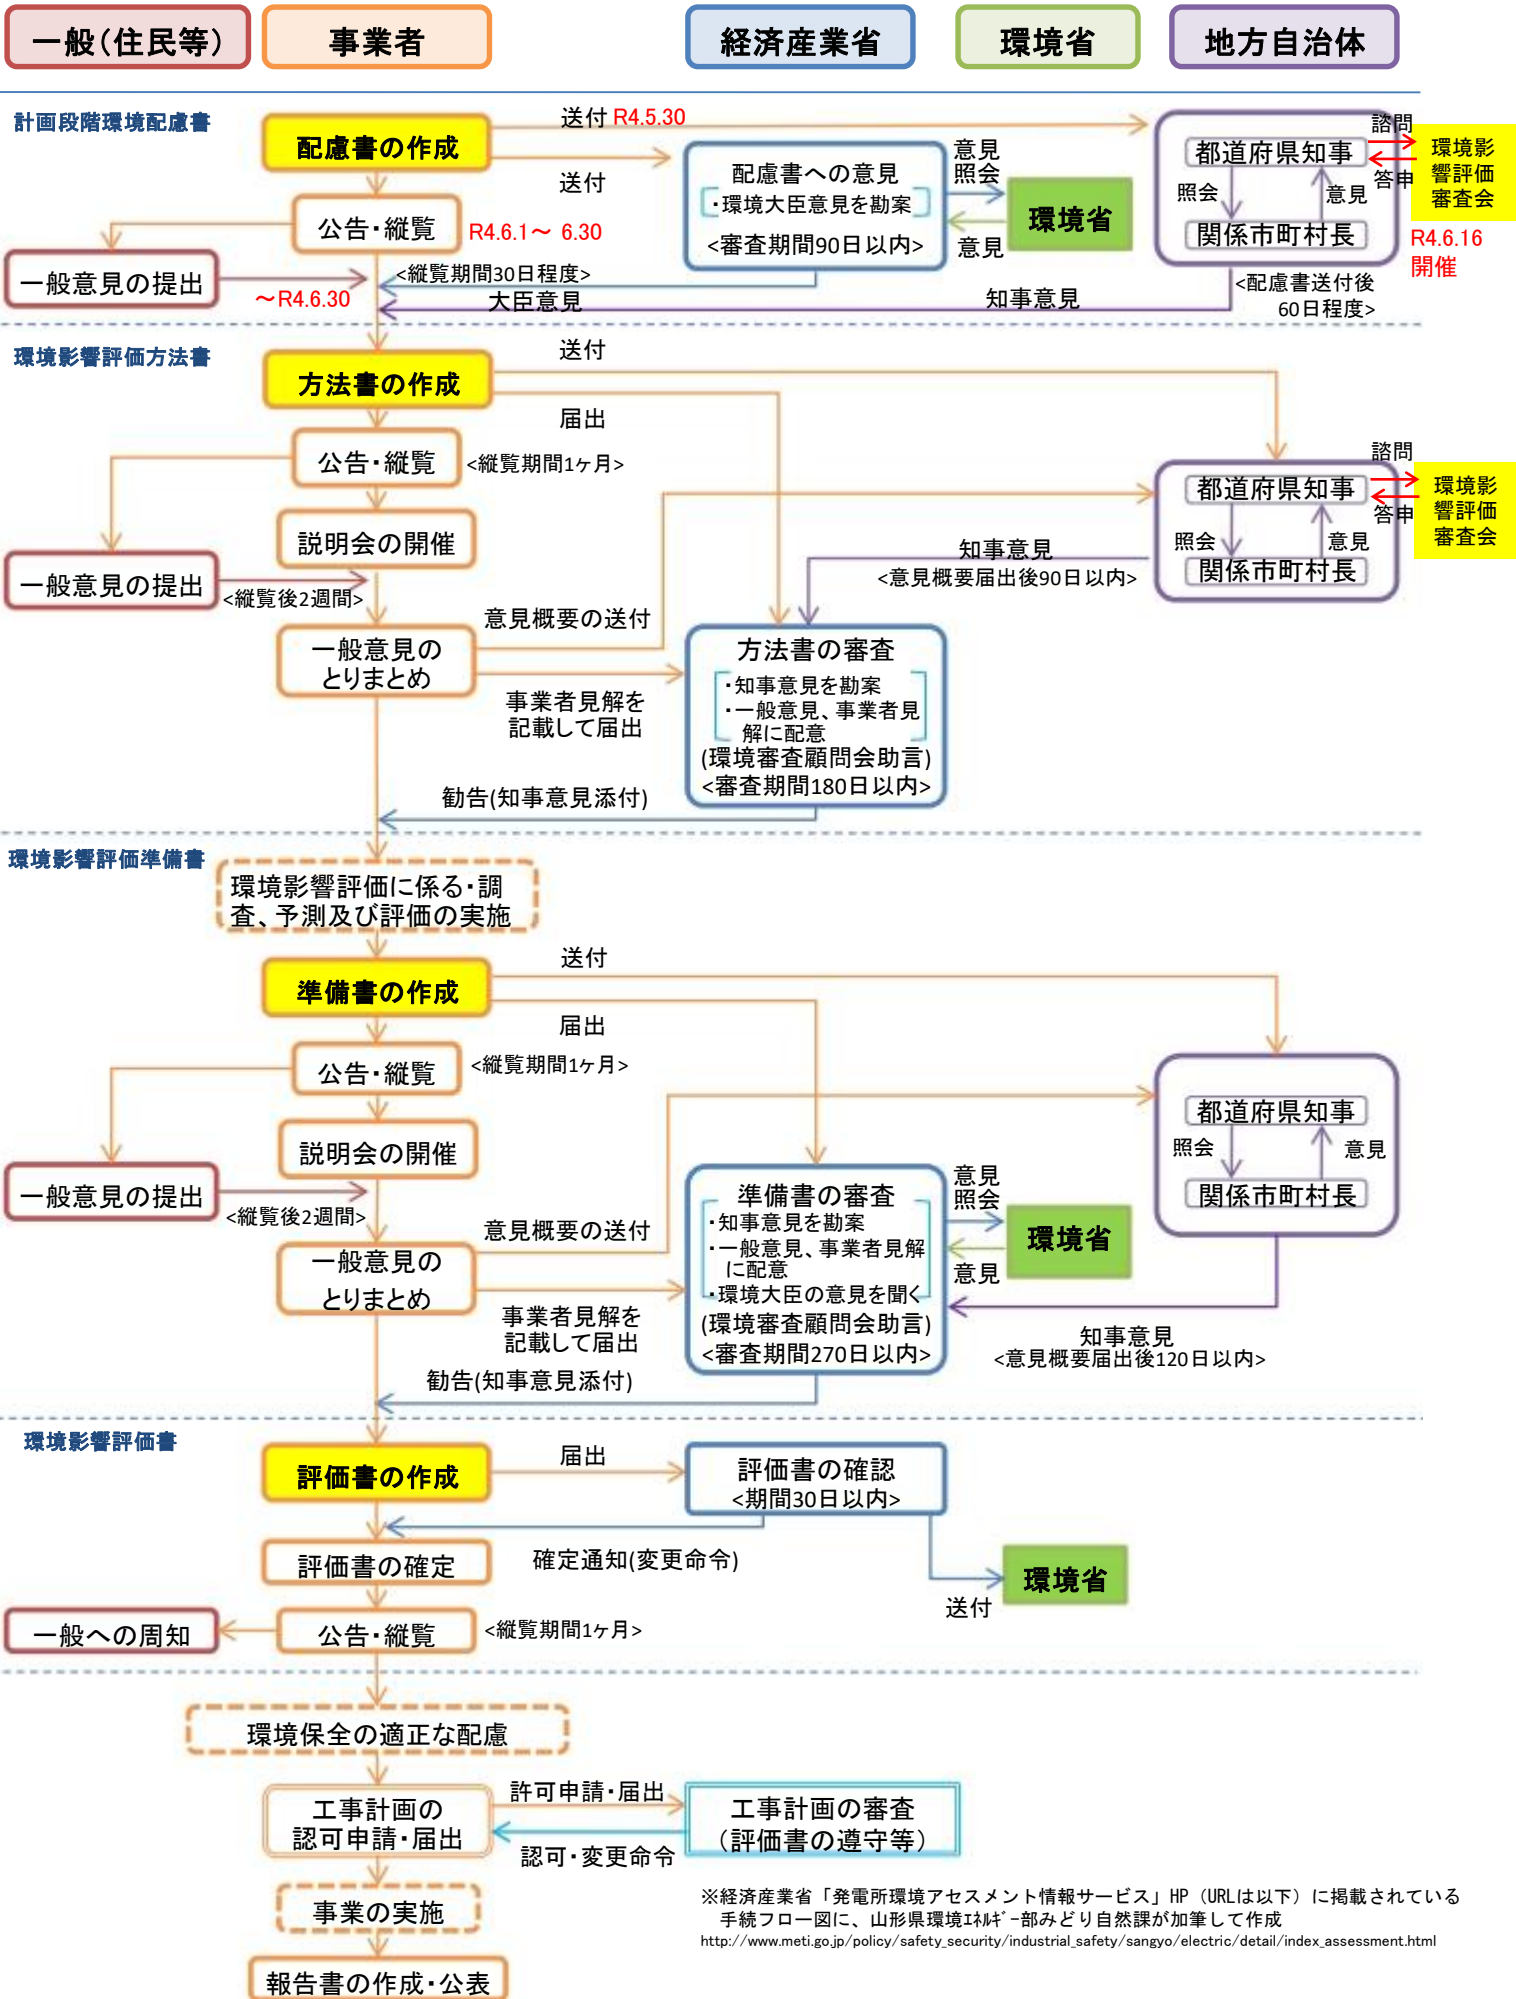 一般(住民等)
事業者
経済産業省
環境省
地方自治体
計画段階環境配慮書
配慮書の作成
送付 R4.5.30
送付
公告・縦覧
R4.6.1～ 6.30
<縦覧期間30日程度>
一般意見の提出
～R4.6.30
配慮書への意見
・環境大臣意見を勘案
<審査期間90日以内>
意見
照会
意見
環境省
都道府県知事
照会
意見
関係市町村長
諮問
答申
環境影
響評価
審査会
R4.6.16
開催
<配慮書送付後
60日程度>
大臣意見
知事意見
環境影響評価方法書
方法書の作成
送付
届出
公告・縦覧
<縦覧期間1ヶ月>
説明会の開催
一般意見の提出
<縦覧後2週間>
一般意見の
とりまとめ
意見概要の送付
事業者見解を
記載して届出
都道府県知事
照会
意見
関係市町村長
諮問
答申
環境影
響評価
審査会
知事意見
<意見概要届出後90日以内>
方法書の審査
・知事意見を勘案
・一般意見、事業者見
解に配意
(環境審査顧問会助言)
<審査期間180日以内>
勧告(知事意見添付)
環境影響評価準備書
環境影響評価に係る・調
査、予測及び評価の実施
準備書の作成
送付
届出
公告・縦覧
<縦覧期間1ヶ月>
説明会の開催
一般意見の提出
<縦覧後2週間>
一般意見の
とりまとめ
意見概要の送付
事業者見解を
記載して届出
準備書の審査
・知事意見を勘案
・一般意見、事業者見解
に配意
・環境大臣の意見を聞く
(環境審査顧問会助言)
<審査期間270日以内>
意見
照会
意見
環境省
都道府県知事
照会
意見
関係市町村長
知事意見
<意見概要届出後120日以内>
勧告(知事意見添付)
環境影響評価書
評価書の作成
届出
評価書の確認
<期間30日以内>
確定通知(変更命令)
評価書の確定
送付
環境省
一般への周知
公告・縦覧
<縦覧期間1ヶ月>
環境保全の適正な配慮
工事計画の
認可申請・届出
許可申請・届出
認可・変更命令
工事計画の審査
（評価書の遵守等）
事業の実施
報告書の作成・公表
※経済産業省「発電所環境アセスメント情報サービス」HP（URLは以下）に掲載されている
手続フロー図に、山形県環境ｴﾈﾙｷﾞｰ部みどり自然課が加筆して作成
http://www.meti.go.jp/policy/safety_security/industrial_safety/sangyo/electric/detail/index_assessment.html